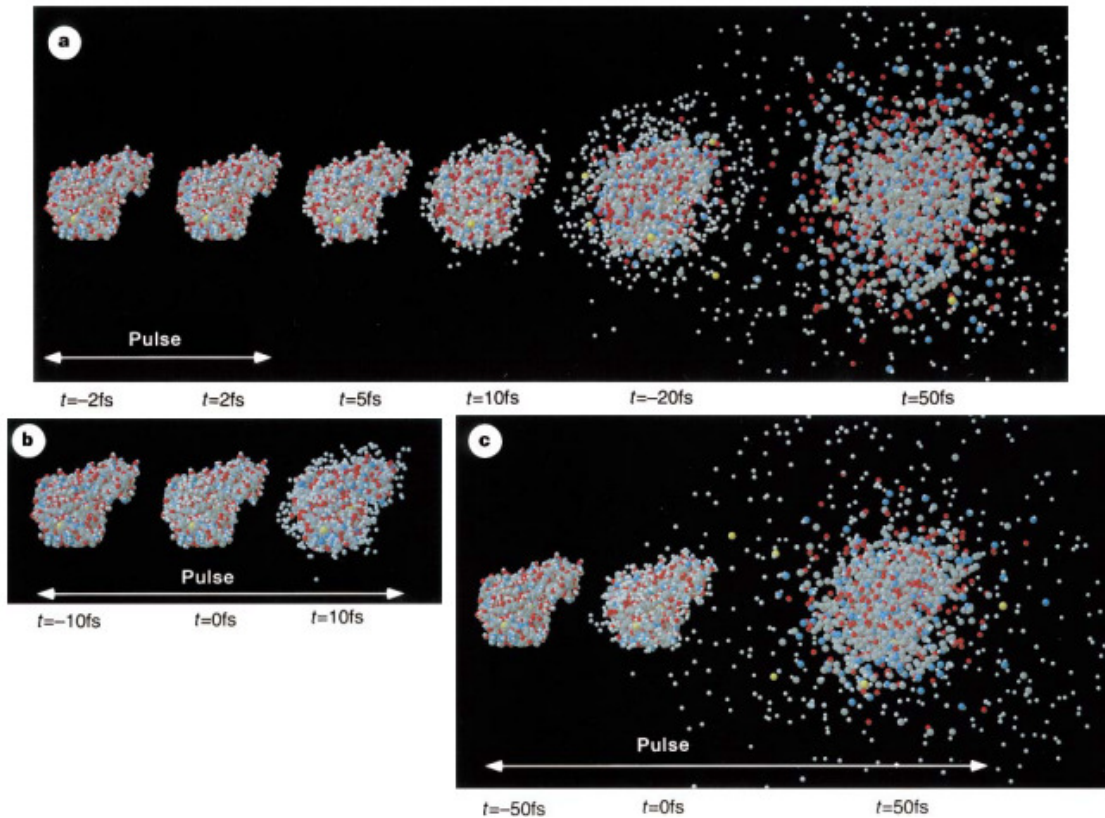 a
Pulse
t=–2fs t=2fs t=5fs t=10fs t=–20fs t=50fs
b
Pulse
t=–10fs t=0fs t=10fs
c
Pulse
t=–50fs t=0fs t=50fs